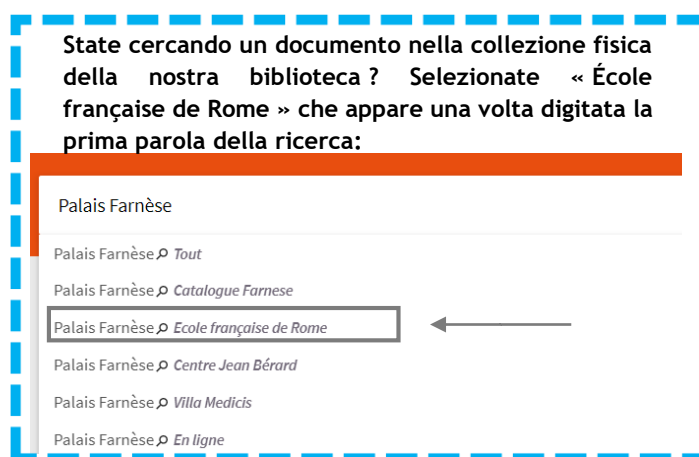 State cercando un documento nella collezione fisica
della nostra biblioteca ? Selezionate « École
française de Rome » che appare una volta digitata la
prima parola della ricerca:
Palais Farnèse
Palais Farnèse Tout
Palais Farnèse Catalogue Farnese
Palais Farnèse Ecole française de Rome
Palais Farnèse Centre Jean Bérard
Palais Farnèse Villa Medicis
Palais Farnèse En ligne